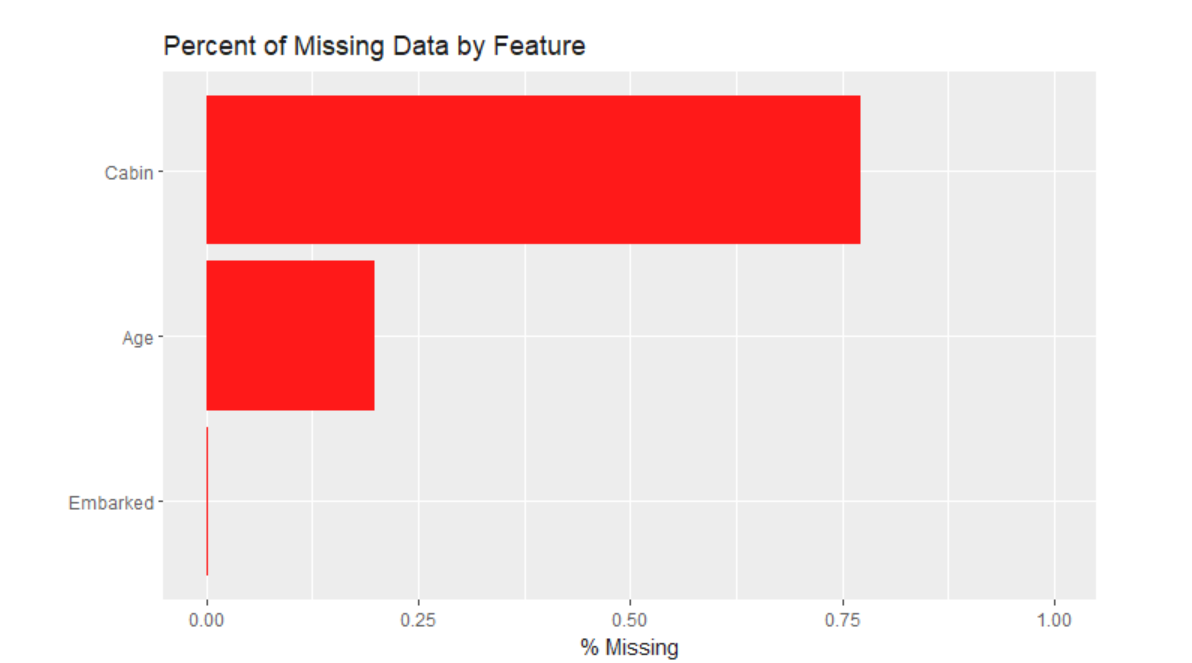 Percent of Missing Data by Feature
Cabin
Age
Embarked
0.00 0.25 0.50 0.75 1.00
% Missing